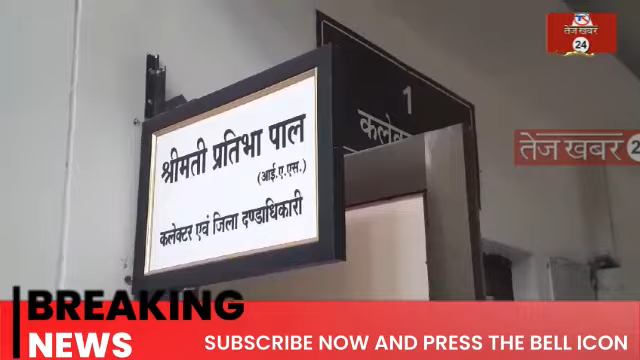 तेज खबर
24
1
तेज खबर 2
श्रीमती प्रतिभा पाल
(आई.ए.एस.)
कलेक्टर एवं जिला दण्डाधिकारी
BREAKING
NEWS
SUBSCRIBE NOW AND PRESS THE BELL ICON